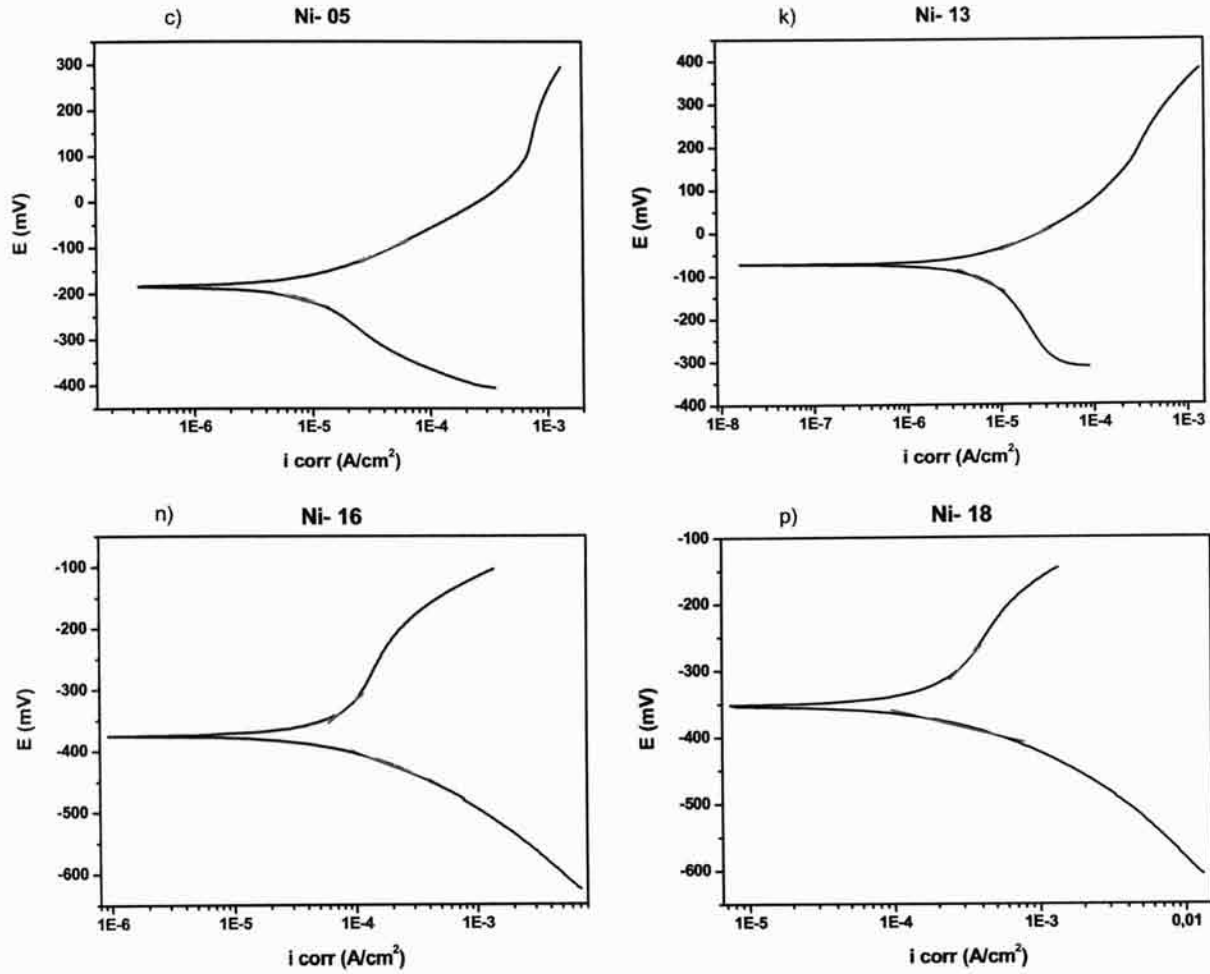 c) Ni- 05
300
200
100
0
-100
-200
-300
-400
E (mV)
1E-6 1E-5 1E-4 1E-3
i corr (A/cm²)
k) Ni- 13
400
300
200
100
0
-100
-200
-300
-400
E (mV)
1E-8 1E-7 1E-6 1E-5 1E-4 1E-3
i corr (A/cm²)
n) Ni- 16
-100
-200
-300
-400
-500
-600
E (mV)
1E-6 1E-5 1E-4 1E-3
i corr (A/cm²)
p) Ni- 18
-100
-200
-300
-400
-500
-600
E (mV)
1E-5 1E-4 1E-3 0,01
i corr (A/cm²)